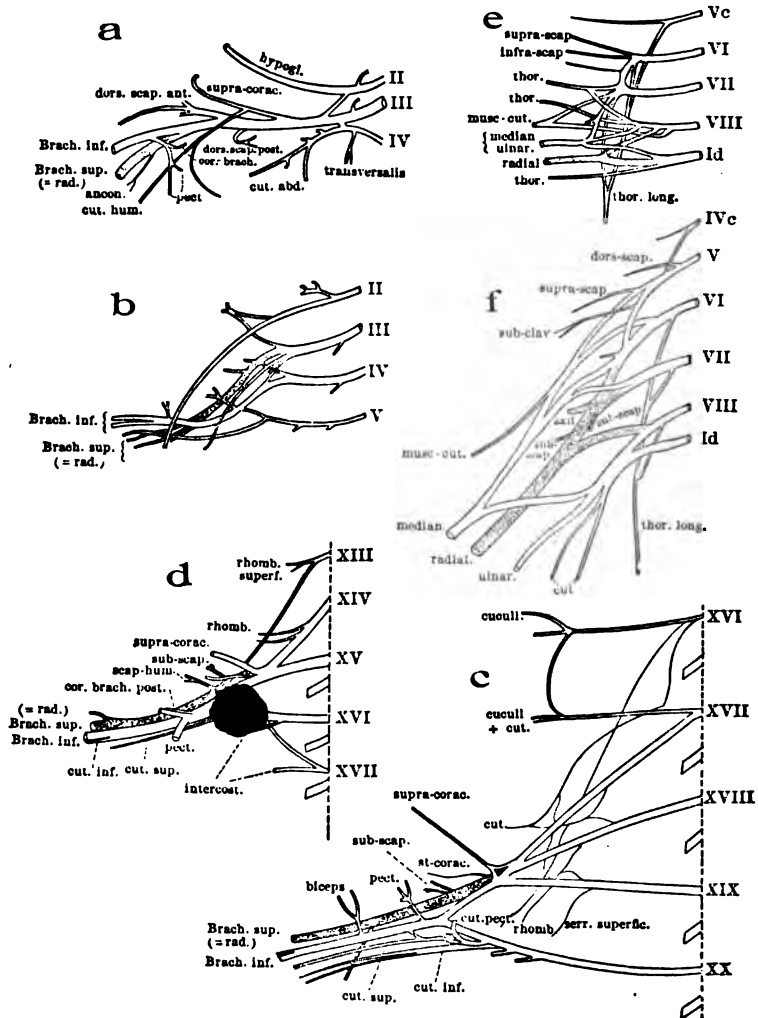 a
hypogl.
II
supra-corac.
dors. scap. ant.
III
Brach. inf.
IV
Brach. sup.
(= rad.)
dors. scap. post.
cor. brach.
transversalis
ancon.
pect
cut. abd.
cut. hum.
e
Vc
supra-scap
infra-scap
VI
thor.
VII
thor.
musc-cut.
VIII
median
ulnar.
radial
Id
thor.
thor. long.
b
II
III
IV
Brach. inf.
V
Brach. sup.
(= rad.)
f
IVc
dors-scap.
V
supra-scap
VI
sub-clav
VII
axil
sub-scap
sub-
scap
VIII
musc-cut.
Id
median
thor. long.
radial.
ulnar.
cut
d
rhomb.
superf.
XIII
XIV
rhomb.
supra-corac.
sub-scap.
XV
scap-hum.
cor. brach. post.
(= rad.)
Brach. sup.
XVI
Brach. inf.
pect.
cut. inf.
cut. sup.
XVII
intercost.
c
cucull.
XVI
cucull
+ cut.
XVII
supra-corac.
XVIII
cut.
sub-scap.
st-corac.
biceps
pect.
XIX
cut. pect.
rhomb.
serr. superfic.
Brach. sup.
(= rad.)
Brach. inf.
XX
cut. sup.
cut. inf.